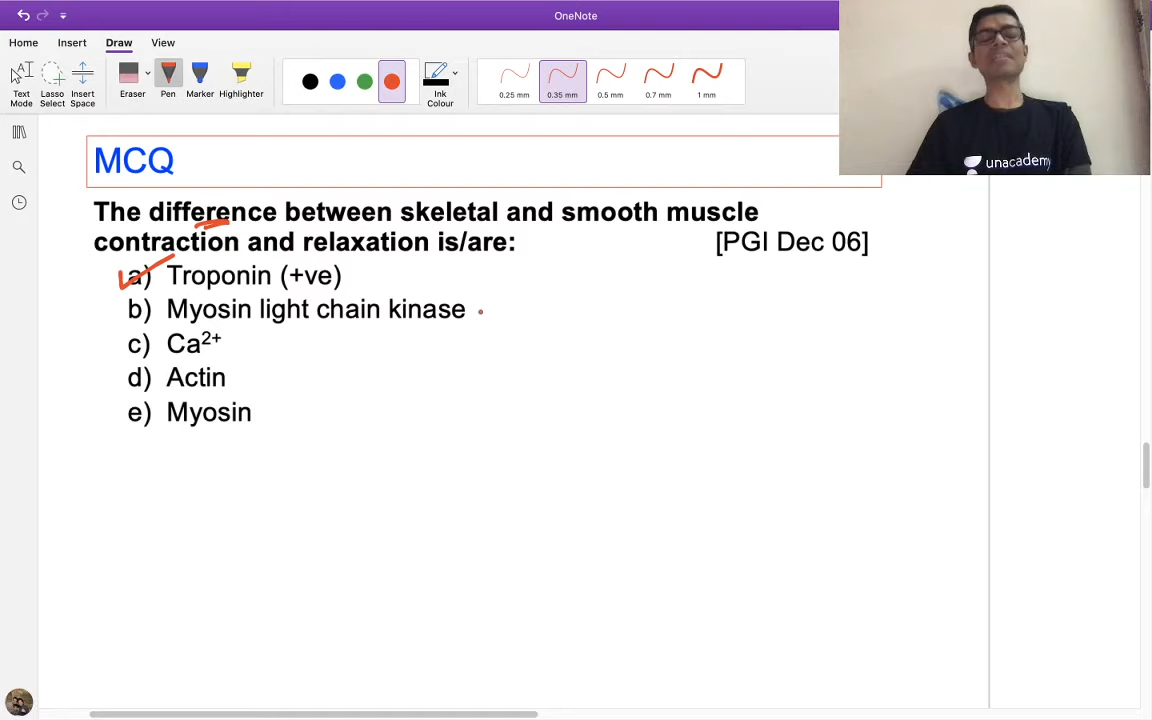 OneNote
Home Insert Draw View
Text Mode
Lasso Select
Insert Space
Eraser
Pen
Marker
Highlighter
Ink Colour
0.25 mm
0.35 mm
0.5 mm
0.7 mm
1 mm
unacademy
MCQ
The difference between skeletal and smooth muscle
contraction and relaxation is/are: [PGI Dec 06]
a) Troponin (+ve)
b) Myosin light chain kinase
c) Ca²⁺
d) Actin
e) Myosin